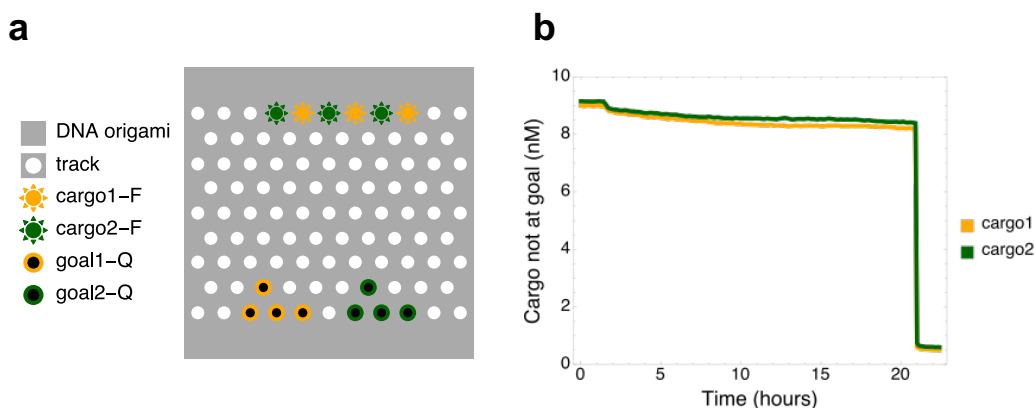 a
DNA origami
track
cargo1–F
cargo2–F
goal1–Q
goal2–Q
b
Cargo not at goal (nM)
10
8
6
4
2
0
0 5 10 15 20
Time (hours)
cargo1
cargo2